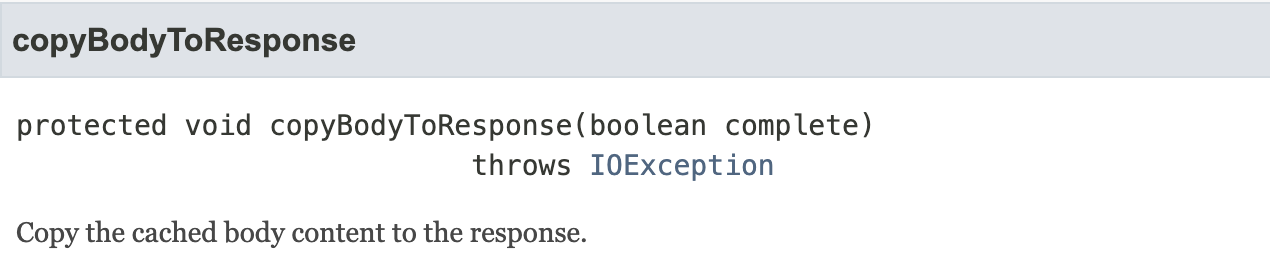 copyBodyToResponse
protected void copyBodyToResponse(boolean complete)
throws IOException
Copy the cached body content to the response.